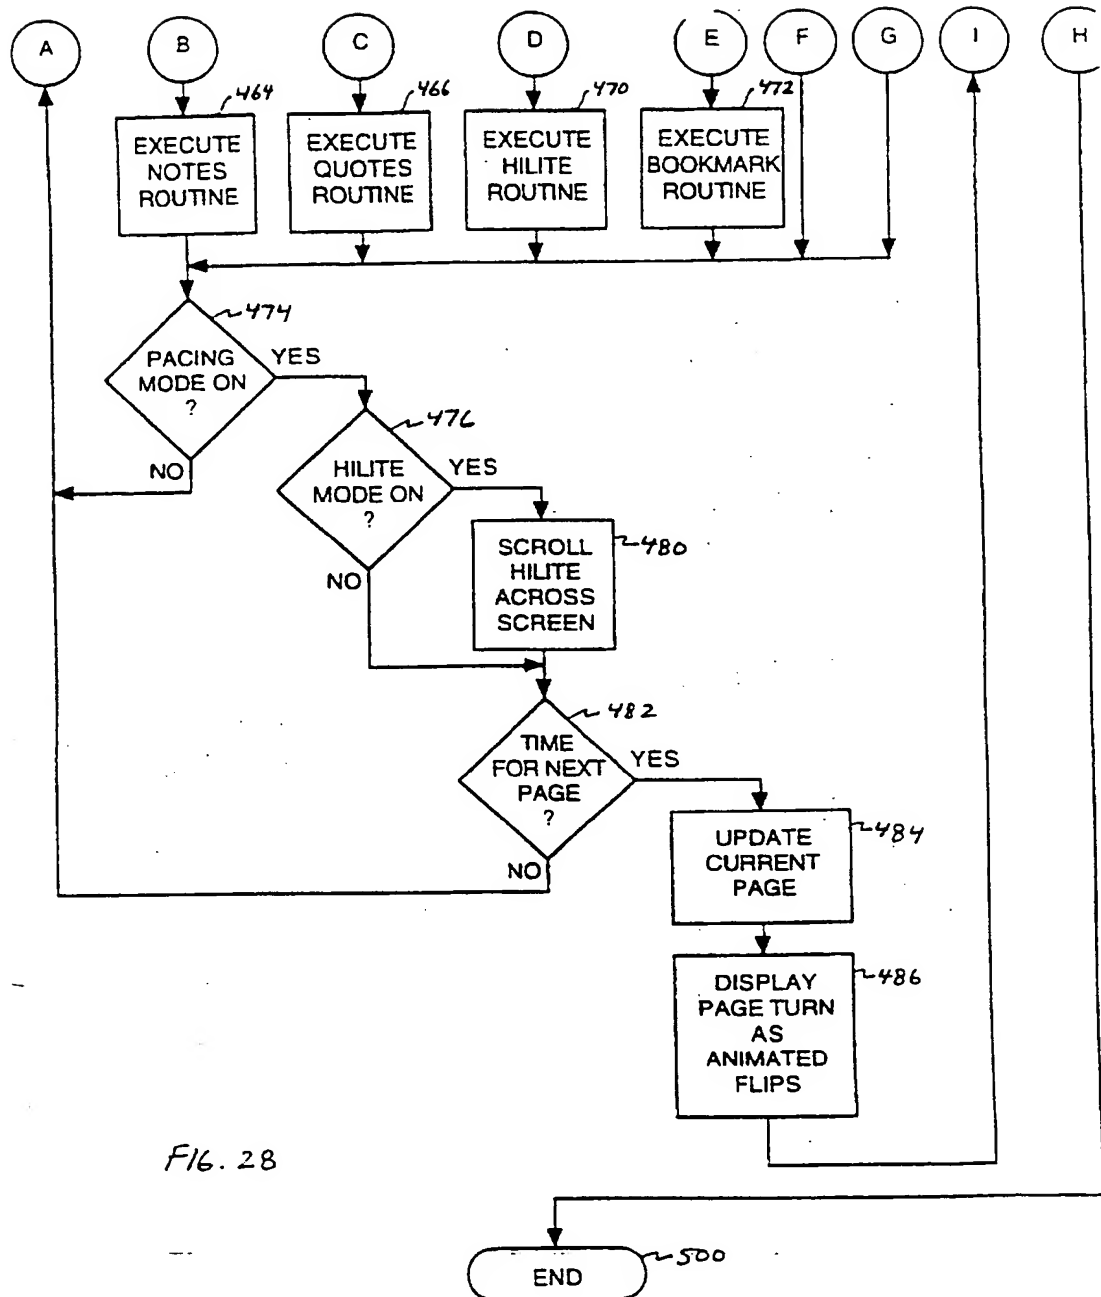 A B C D E F G I H
464 466 470 472
EXECUTE
NOTES
ROUTINE
EXECUTE
QUOTES
ROUTINE
EXECUTE
HILITE
ROUTINE
EXECUTE
BOOKMARK
ROUTINE
474
PACING
MODE ON
?
YES
NO
476
HILITE
MODE ON
?
YES
NO
480
SCROLL
HILITE
ACROSS
SCREEN
482
TIME
FOR NEXT
PAGE
?
YES
NO
484
UPDATE
CURRENT
PAGE
486
DISPLAY
PAGE TURN
AS
ANIMATED
FLIPS
FIG. 28
500
END